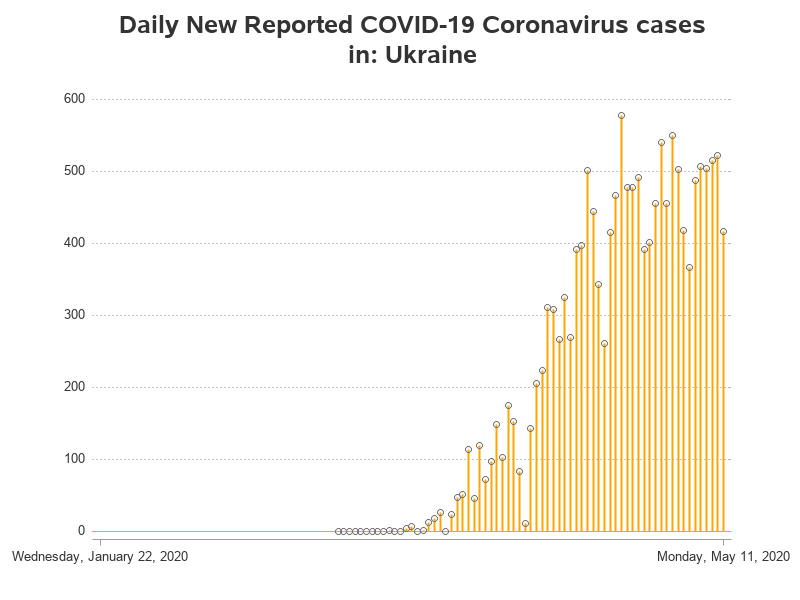 Daily New Reported COVID-19 Coronavirus cases
in: Ukraine
600
500
400
300
200
100
0
Wednesday, January 22, 2020
Monday, May 11, 2020